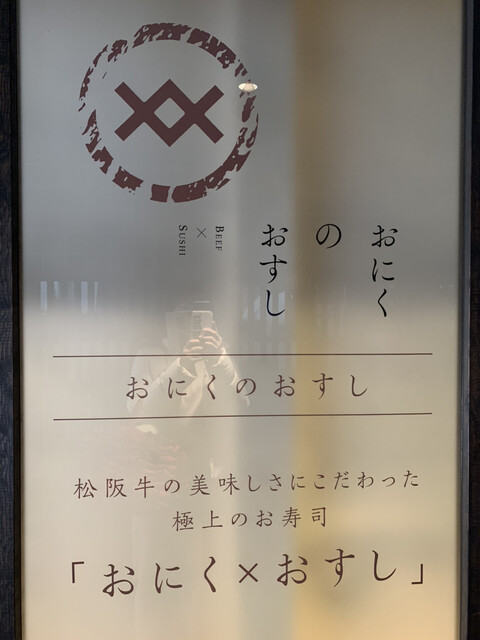 おにく
の
おすし
BEEF
×
SUSHI
おにくのおすし
松阪牛の美味しさにこだわった
極上のお寿司
「おにく×おすし」